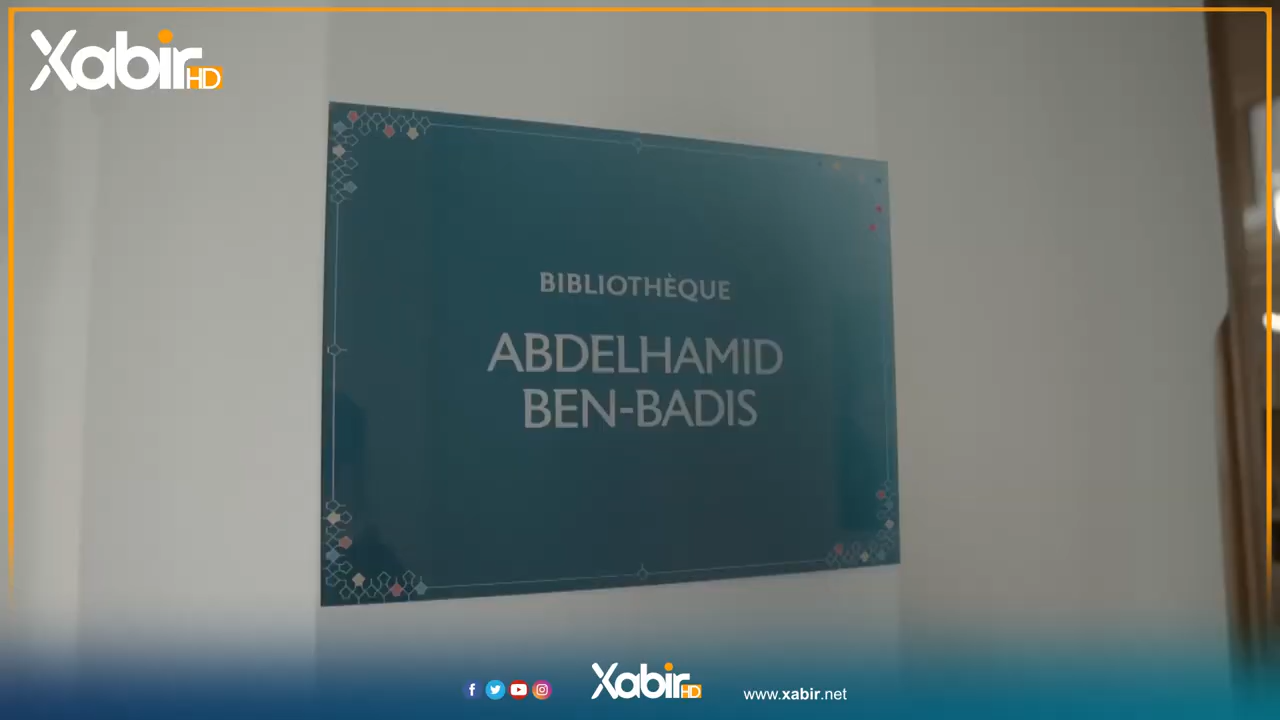 Xabir HD
BIBLIOTHÈQUE
ABDELHAMID
BEN-BADIS
Xabir HD
www.xabir.net